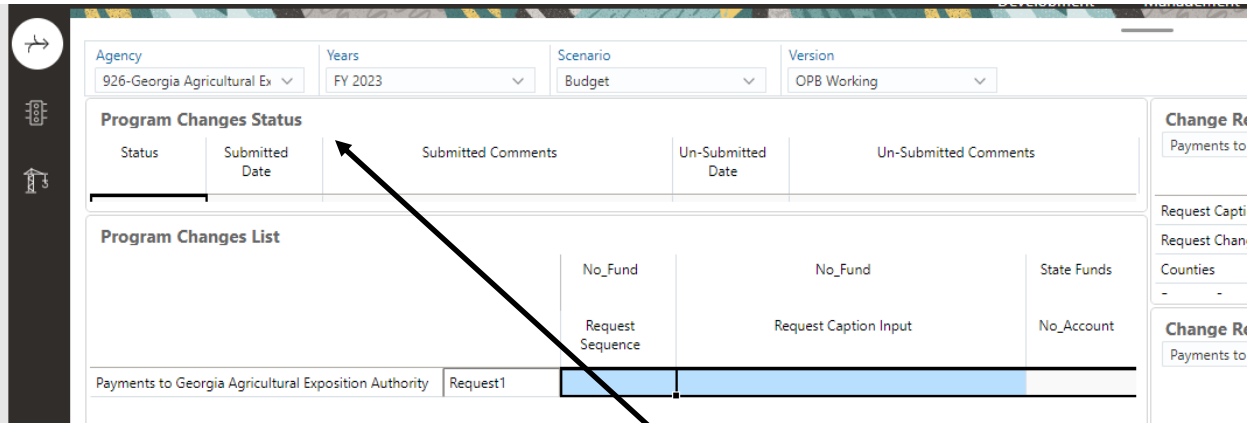 Agency Years Scenario Version
926-Georgia Agricultural Ex FY 2023 Budget OPB Working
Program Changes Status
Status Submitted Date Submitted Comments Un-Submitted Date Un-Submitted Comments
Program Changes List
No_Fund No_Fund State Funds
Request Sequence Request Caption Input No_Account
Payments to Georgia Agricultural Exposition Authority Request1
Change Re
Payments to
Request Capti
Request Chan
Counties
- -
Change Re
Payments to